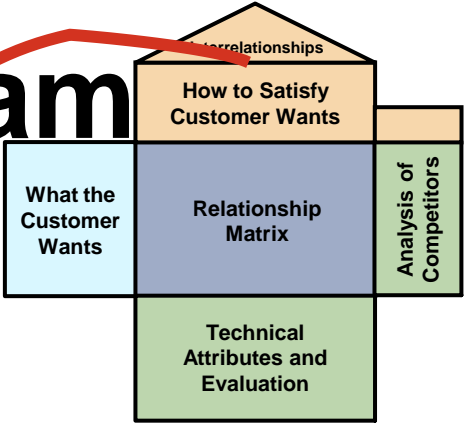 Interrelationships
am
How to Satisfy
Customer Wants
What the
Customer
Wants
Relationship
Matrix
Analysis of
Competitors
Technical
Attributes and
Evaluation